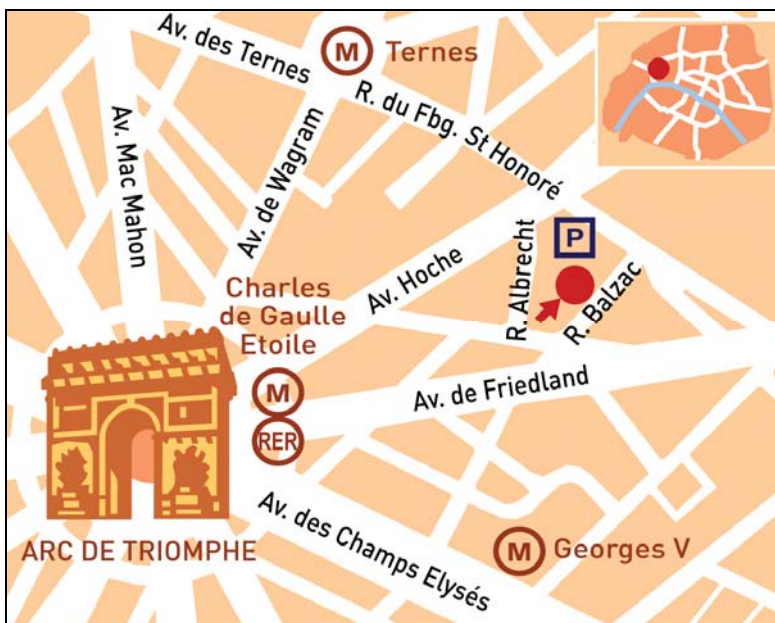 Av. des Ternes
M Ternes
R. du Fbg. St Honoré
Av. Mac Mahon
Av. de Wagram
Av. Hoche
R. Albrecht
P
R. Balzac
Charles
de Gaulle
Etoile
M
RER
Av. de Friedland
ARC DE TRIOMPHE
Av. des Champs Elysés
M Georges V